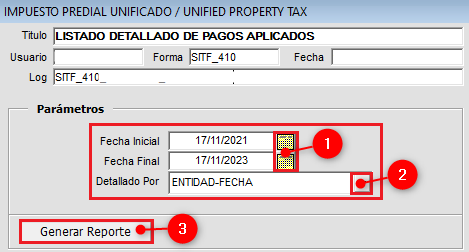 IMPUESTO PREDIAL UNIFICADO / UNIFIED PROPERTY TAX
Titulo LISTADO DETALLADO DE PAGOS APLICADOS
Usuario Forma SITF_410 Fecha
Log SITF_410_ _ _
Parámetros
Fecha Inicial 17/11/2021 1
Fecha Final 17/11/2023
Detallado Por ENTIDAD-FECHA 2
Generar Reporte 3